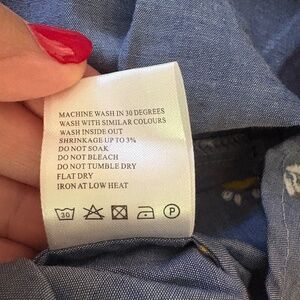 MACHINE WASH IN 30 DEGREES
WASH WITH SIMILAR COLOURS
WASH INSIDE OUT
SHRINKAGE UP TO 3%
DO NOT SOAK
DO NOT BLEACH
DO NOT TUMBLE DRY
FLAT DRY
IRON AT LOW HEAT
30 P